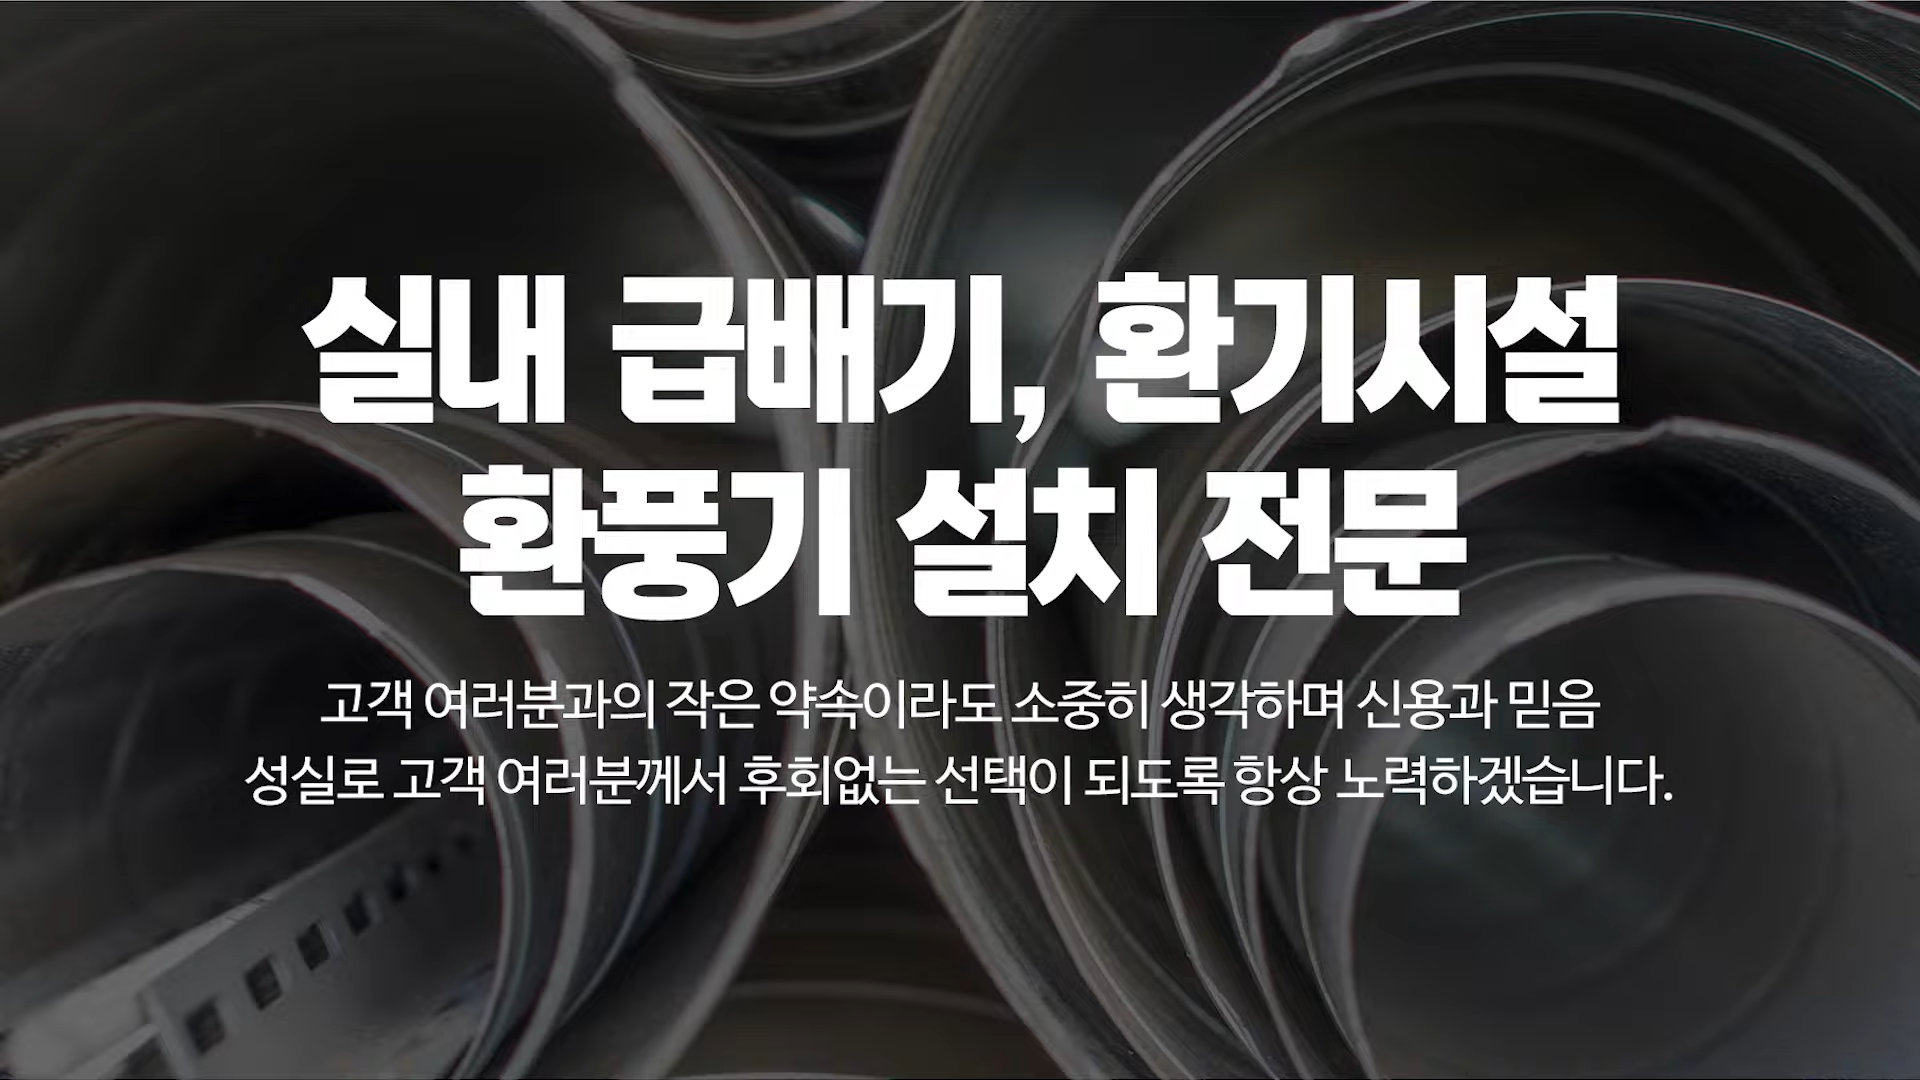 실내 급배기, 환기시설
환풍기 설치 전문
고객 여러분과의 작은 약속이라도 소중히 생각하며 신용과 믿음
성실로 고객 여러분께서 후회없는 선택이 되도록 항상 노력하겠습니다.